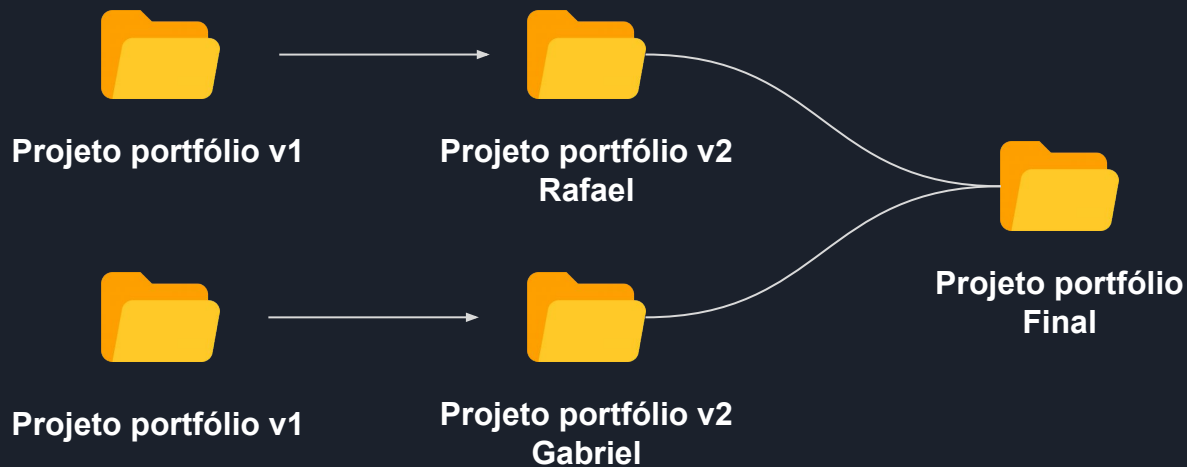 Projeto portfólio v1
Projeto portfólio v2
Rafael
Projeto portfólio
Final
Projeto portfólio v1
Projeto portfólio v2
Gabriel